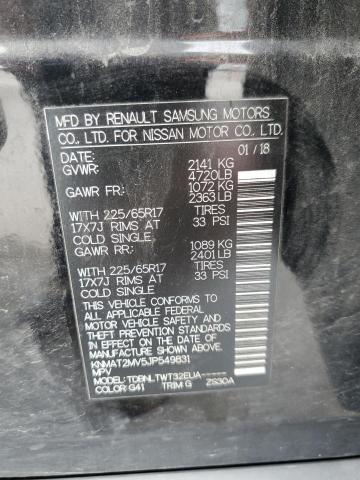 MFD BY RENAULT SAMSUNG MOTORS
CO., LTD. FOR NISSAN MOTOR CO., LTD.
DATE: 01/18
GVWR: 2141 KG
4720LB
GAWR FR: 1072 KG
2363 LB
WITH 225/65R17 TIRES
17X7J RIMS AT 33 PSI
COLD SINGLE
GAWR RR: 1089 KG
2401 LB
WITH 225/65R17 TIRES
17X7J RIMS AT 33 PSI
COLD SINGLE
THIS VEHICLE CONFORMS TO
ALL APPLICABLE FEDERAL
MOTOR VEHICLE SAFETY AND
THEFT PREVENTION STANDARDS
IN EFFECT ON THE DATE OF
MANUFACTURE SHOWN ABOVE.
KNMAT2MV5JP549831
MPV
MODEL: TDBNLTWT32EUA-----
COLOR: G41 TRIM: G ZS30A